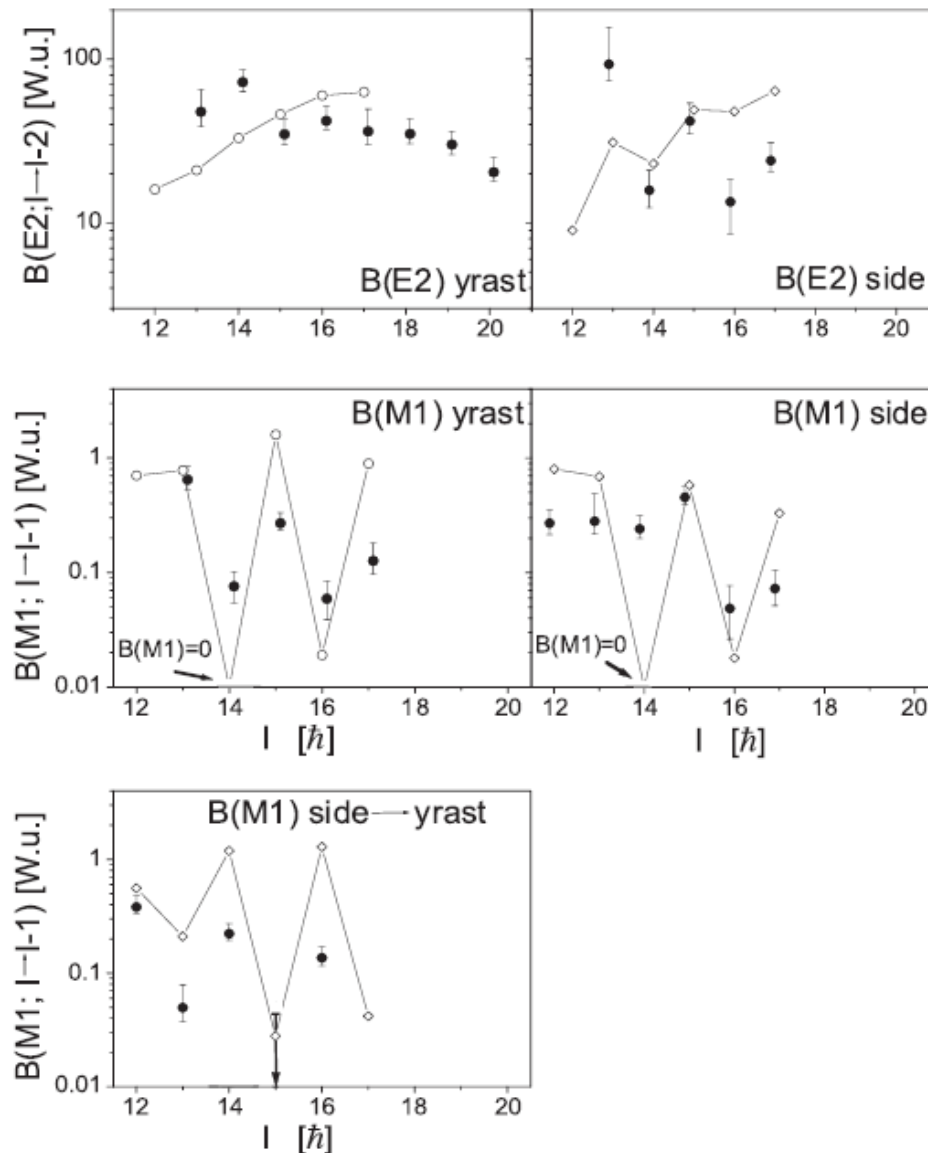 B(E2;I→I-2) [W.u.]
100
10
B(E2) yrast
B(E2) side
12 14 16 18 20
12 14 16 18 20
B(M1; I→I-1) [W.u.]
1
0.1
0.01
B(M1) yrast
B(M1) side
B(M1)=0
B(M1)=0
12 14 16 18 20
12 14 16 18 20
I [ħ]
I [ħ]
B(M1; I→I-1) [W.u.]
B(M1) side→yrast
1
0.1
0.01
12 14 16 18 20
I [ħ]